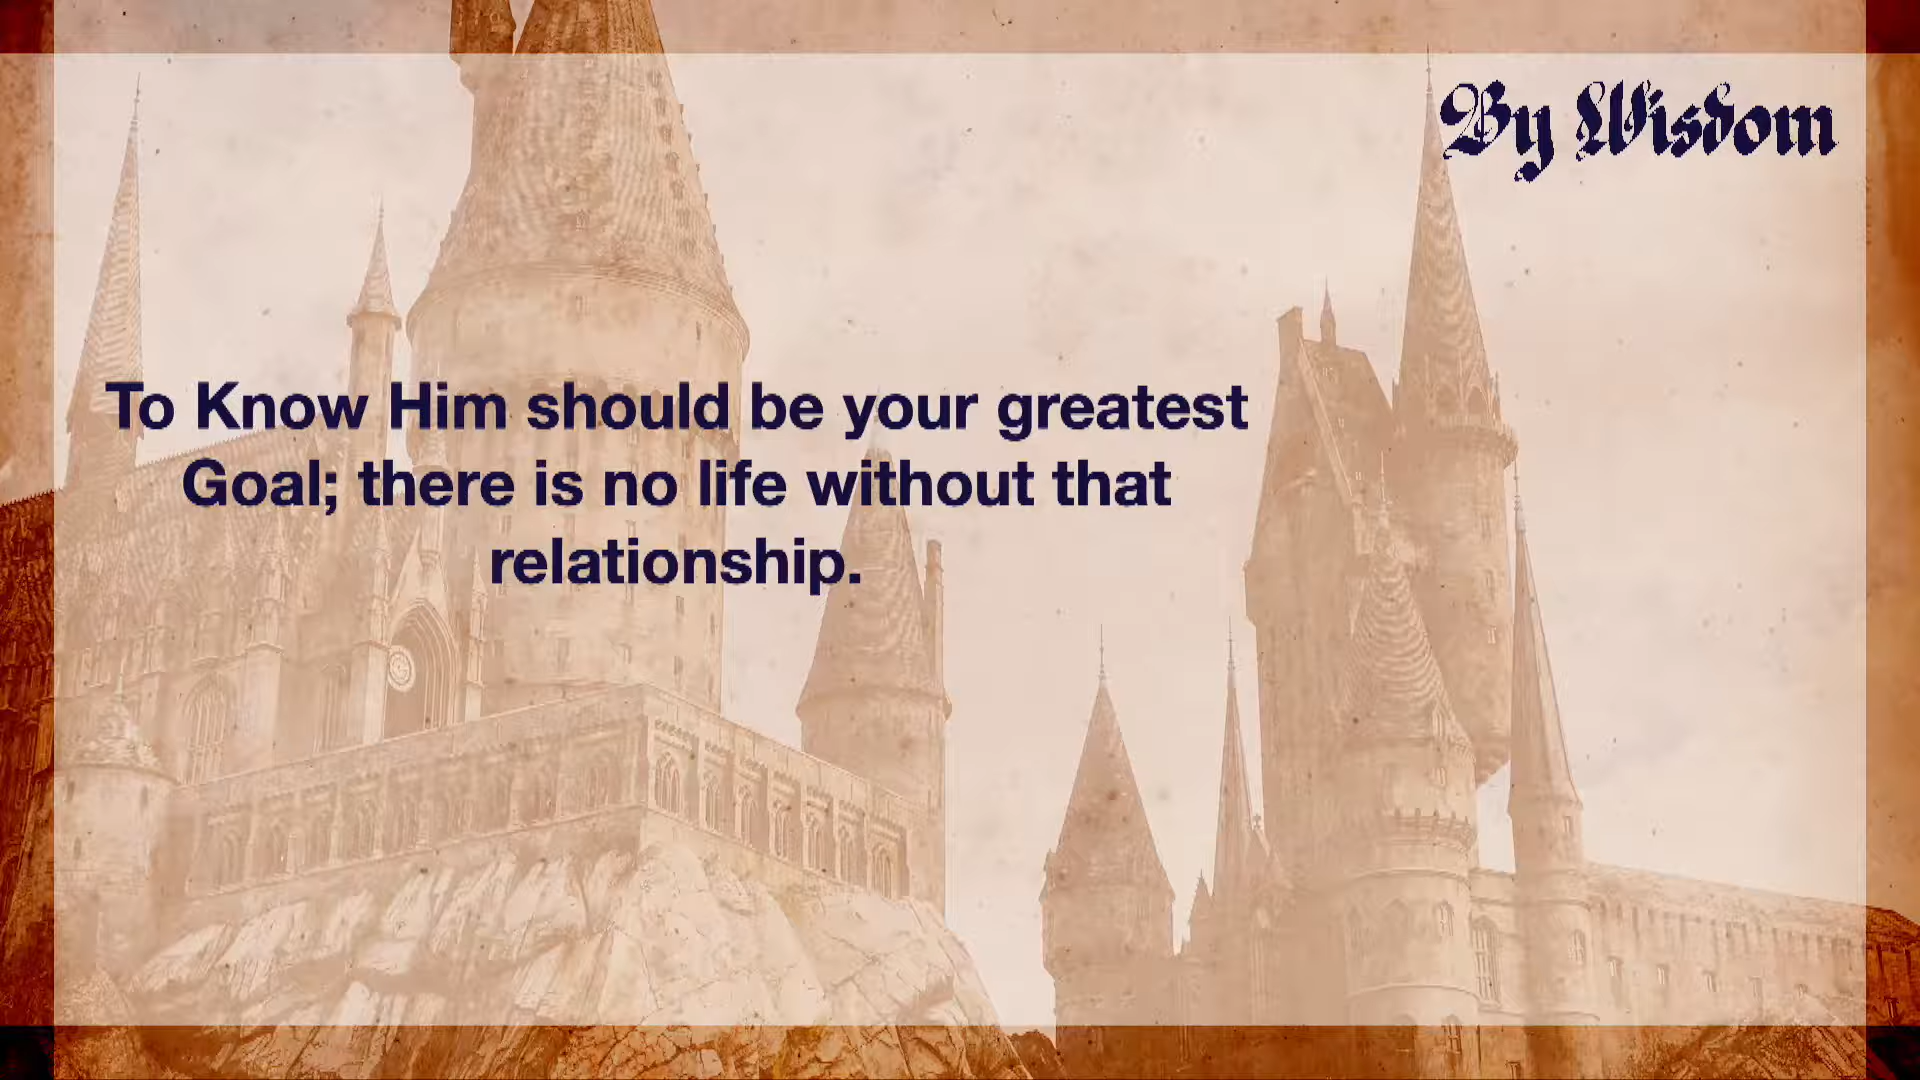 By Wisdom
To Know Him should be your greatest
Goal; there is no life without that
relationship.